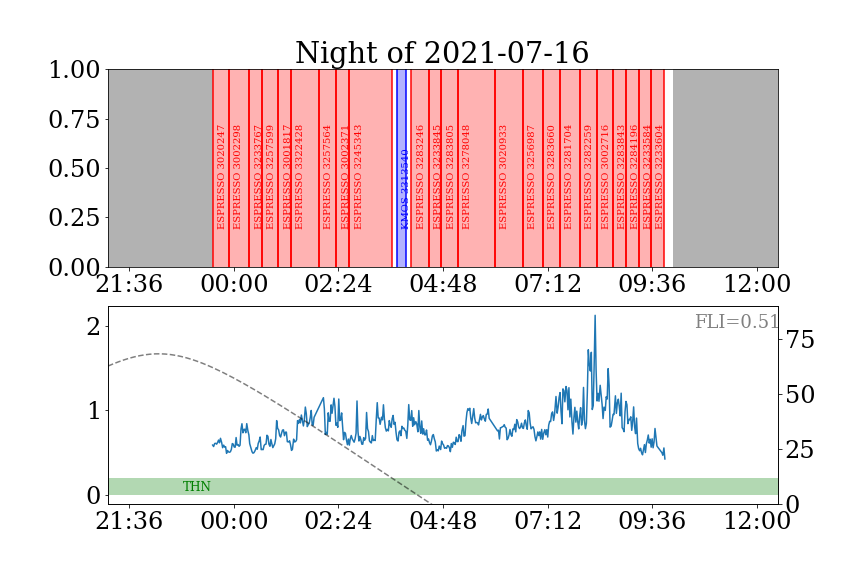 Night of 2021-07-16
1.00
0.75
0.50
0.25
0.00
ESPRESSO 3020247
ESPRESSO 3002298
ESPRESSO 3233767
ESPRESSO 3257599
ESPRESSO 3001817
ESPRESSO 3322428
ESPRESSO 3257564
ESPRESSO 3002371
ESPRESSO 3245343
KMOS 3313540
ESPRESSO 3283246
ESPRESSO 3233845
ESPRESSO 3283805
ESPRESSO 3278048
ESPRESSO 3020933
ESPRESSO 3256987
ESPRESSO 3283660
ESPRESSO 3281704
ESPRESSO 3282259
ESPRESSO 3002716
ESPRESSO 3283843
ESPRESSO 3284196
ESPRESSO 3233584
ESPRESSO 3233604
21:36 00:00 02:24 04:48 07:12 09:36 12:00
FLI=0.51
2
1
0
75
50
25
0
THN
21:36 00:00 02:24 04:48 07:12 09:36 12:00